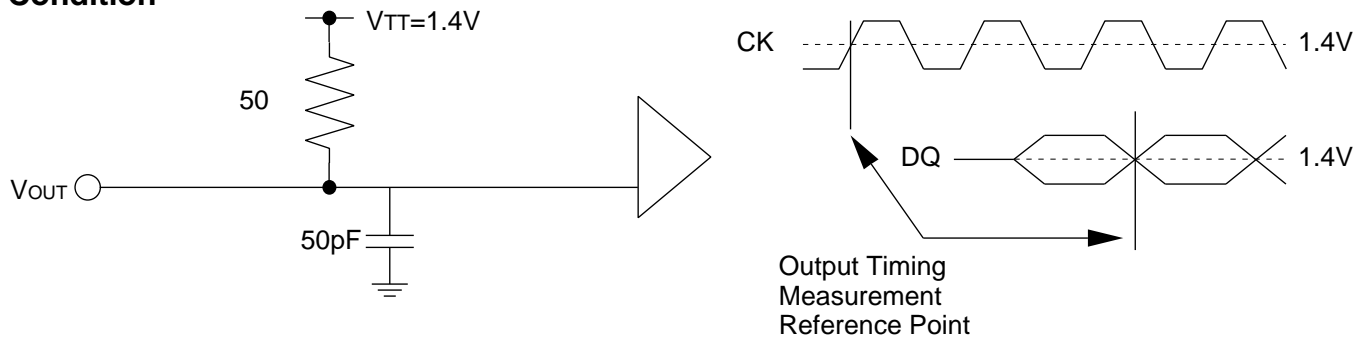 Condition
VTT=1.4V
50
VOUT
50pF
CK
1.4V
DQ
1.4V
Output Timing
Measurement
Reference Point